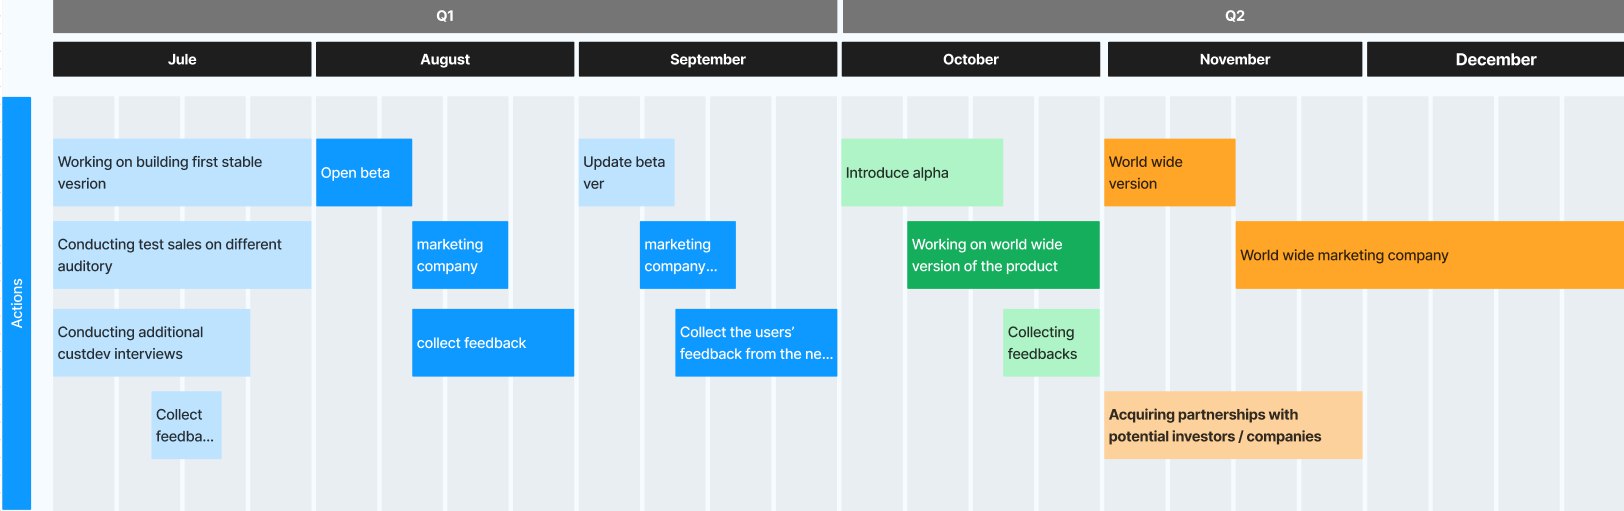 Q1
Q2
Jule
August
September
October
November
December
Actions
Working on building first stable
vesrion
Open beta
Update beta
ver
Introduce alpha
World wide
version
Conducting test sales on different
auditory
marketing
company
marketing
company...
Working on world wide
version of the product
World wide marketing company
Conducting additional
custdev interviews
collect feedback
Collect the users’
feedback from the ne...
Collecting
feedbacks
Collect
feedba...
Acquiring partnerships with
potential investors / companies